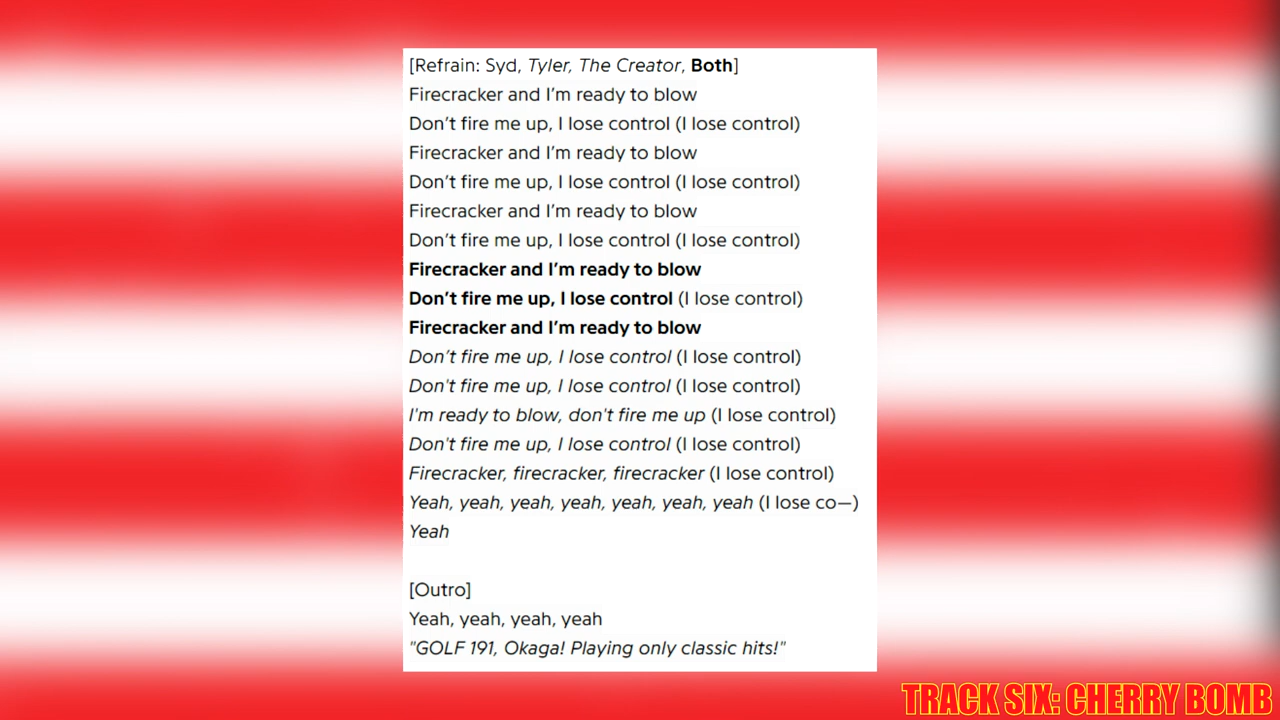 [Refrain: Syd, Tyler, The Creator, Both]
Firecracker and I’m ready to blow
Don’t fire me up, I lose control (I lose control)
Firecracker and I’m ready to blow
Don’t fire me up, I lose control (I lose control)
Firecracker and I’m ready to blow
Don’t fire me up, I lose control (I lose control)
Firecracker and I’m ready to blow
Don’t fire me up, I lose control (I lose control)
Firecracker and I’m ready to blow
Don’t fire me up, I lose control (I lose control)
Don't fire me up, I lose control (I lose control)
I'm ready to blow, don't fire me up (I lose control)
Don't fire me up, I lose control (I lose control)
Firecracker, firecracker, firecracker (I lose control)
Yeah, yeah, yeah, yeah, yeah, yeah, yeah (I lose co—)
Yeah
[Outro]
Yeah, yeah, yeah, yeah
"GOLF 191, Okaga! Playing only classic hits!"
TRACK SIX: CHERRY BOMB